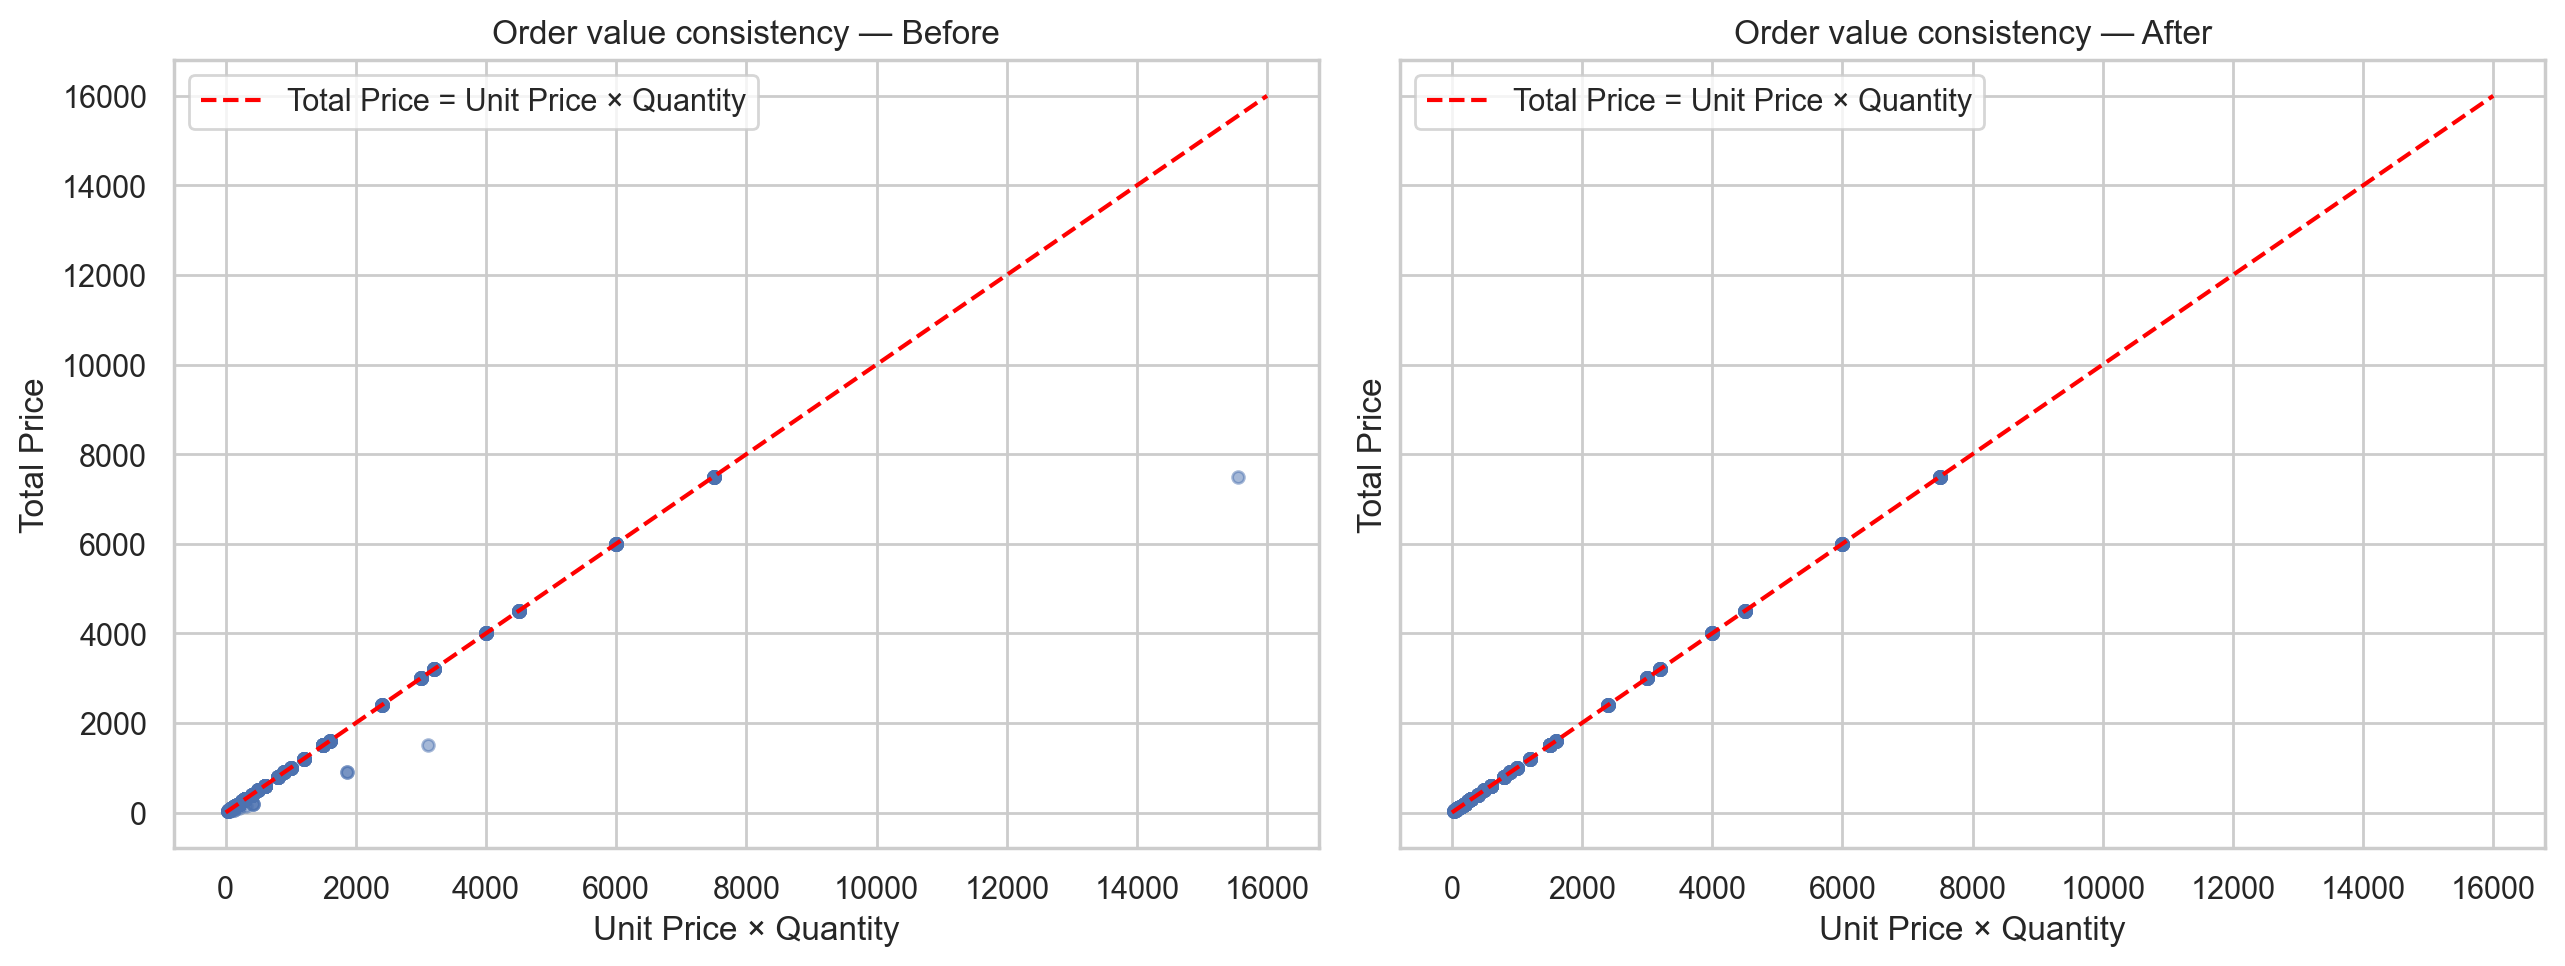 Order value consistency — Before
Total Price = Unit Price × Quantity
16000
14000
12000
10000
8000
6000
4000
2000
0
Total Price
0 2000 4000 6000 8000 10000 12000 14000 16000
Unit Price × Quantity
Order value consistency — After
Total Price = Unit Price × Quantity
Total Price
0 2000 4000 6000 8000 10000 12000 14000 16000
Unit Price × Quantity